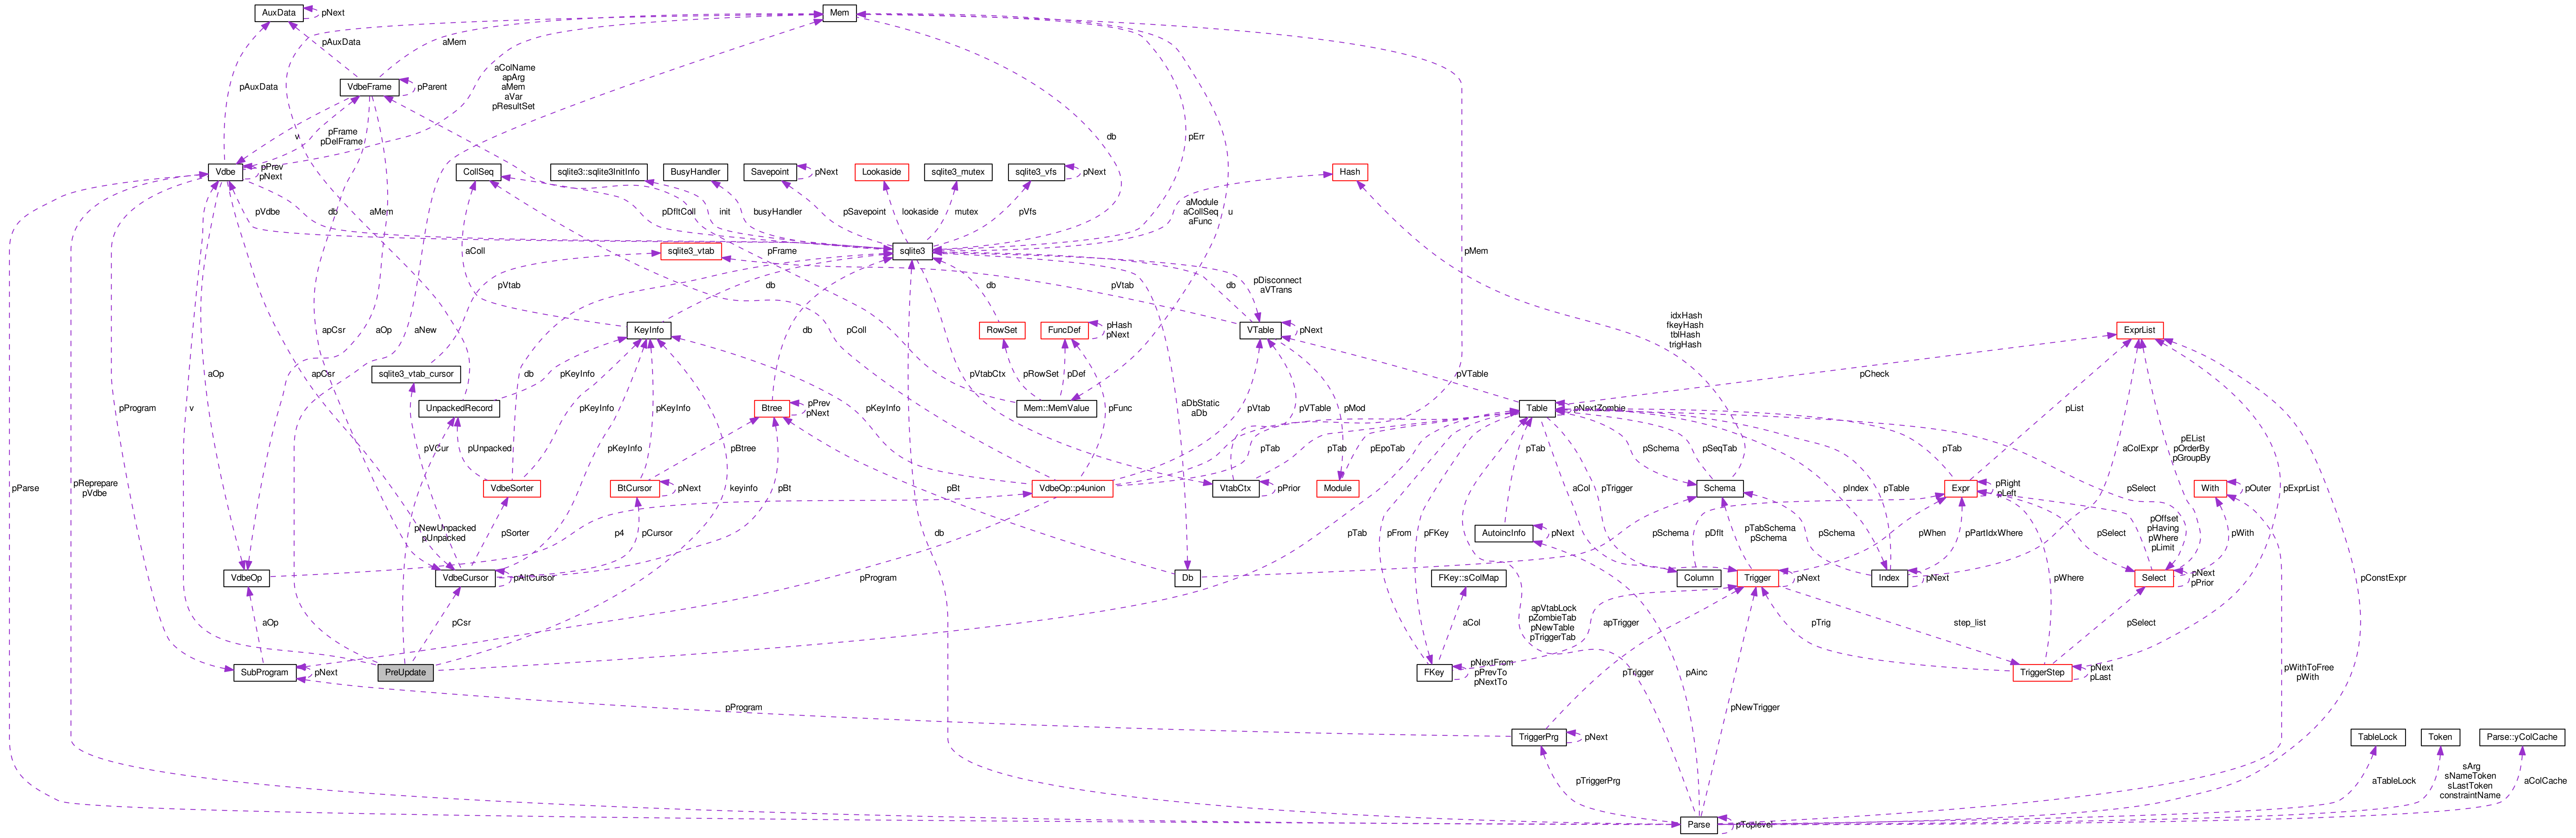 AuxData
pNext
Mem
pAuxData
aMem
aColName
apArg
aMem
aVar
pResultSet
pAuxData
VdbeFrame
pParent
db
pErr
v
pFrame
pDelFrame
Vdbe
pPrev
pNext
CollSeq
sqlite3::sqlite3InitInfo
BusyHandler
Savepoint
pNext
Lookaside
sqlite3_mutex
sqlite3_vfs
pNext
Hash
pVdbe
db
aMem
pDfltColl
init
busyHandler
pSavepoint
lookaside
mutex
pVfs
aModule
aCollSeq
aFunc
u
aColl
sqlite3_vtab
pFrame
sqlite3
pMem
pVtab
db
pVtab
db
db
pDisconnect
aVTrans
KeyInfo
RowSet
FuncDef
pHash
pNext
VTable
pNext
idxHash
fkeyHash
tblHash
trigHash
ExprList
apCsr
aOp
aNew
db
pColl
sqlite3_vtab_cursor
aOp
apCsr
db
pKeyInfo
pVtabCtx
pRowSet
pDef
pVTable
pCheck
pProgram
v
UnpackedRecord
Btree
pPrev
pNext
Mem::MemValue
aDbStatic
aDb
pVtab
pVTable
pMod
Table
pNextZombie
pList
pKeyInfo
pKeyInfo
pKeyInfo
pFunc
pVCur
pUnpacked
pKeyInfo
pBtree
pTab
pTab
pEpoTab
pSchema
pSeqTab
aColExpr
pTab
pEList
pOrderBy
pGroupBy
pParse
pReprepare
pVdbe
VdbeSorter
BtCursor
pNext
keyinfo
pBt
pBt
VdbeOp::p4union
VtabCtx
pPrior
Module
pTab
aCol
pTrigger
Schema
pIndex
pTable
Expr
pRight
pLeft
pSelect
With
pOuter
pExprList
pNewUnpacked
pUnpacked
pSorter
p4
pCursor
db
pTab
pFrom
pFKey
AutoincInfo
pNext
pSchema
pDflt
pTabSchema
pSchema
pSchema
pWhen
pPartIdxWhere
pSelect
pOffset
pHaving
pWhere
pLimit
pWith
VdbeOp
VdbeCursor
pAltCursor
pProgram
Db
FKey::sColMap
Column
Trigger
pNext
Index
pNext
pWhere
Select
pNext
pPrior
pConstExpr
aOp
pCsr
aCol
apVtabLock
pZombieTab
pNewTable
pTriggerTab
apTrigger
pTrig
step_list
pSelect
SubProgram
pNext
PreUpdate
FKey
pNextFrom
pPrevTo
pNextTo
pTrigger
pAinc
TriggerStep
pNext
pLast
pWithToFree
pWith
pProgram
pNewTrigger
TriggerPrg
pNext
TableLock
Token
Parse::yColCache
pTriggerPrg
aTableLock
sArg
sNameToken
sLastToken
constraintName
aColCache
Parse
pToplevel